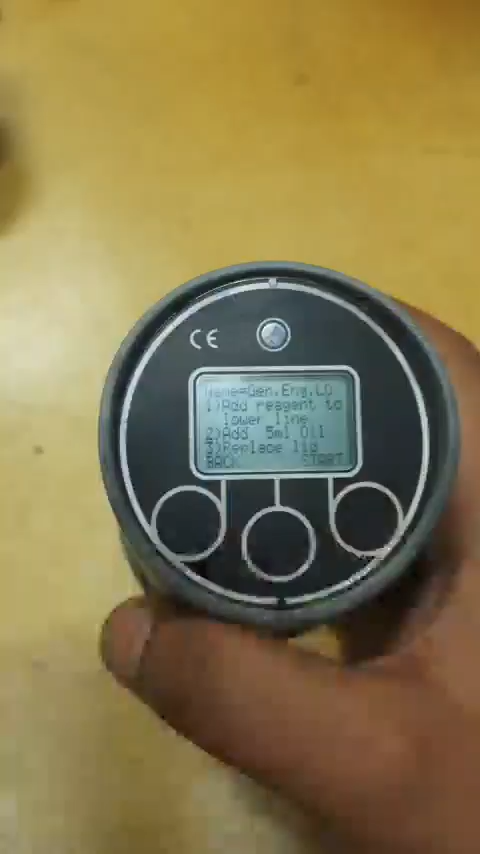 CE
Name=Gen.Eng.LO
1)Add reagent to
lower line
2)Add 5ml Oil
3)Replace lid
BACK START